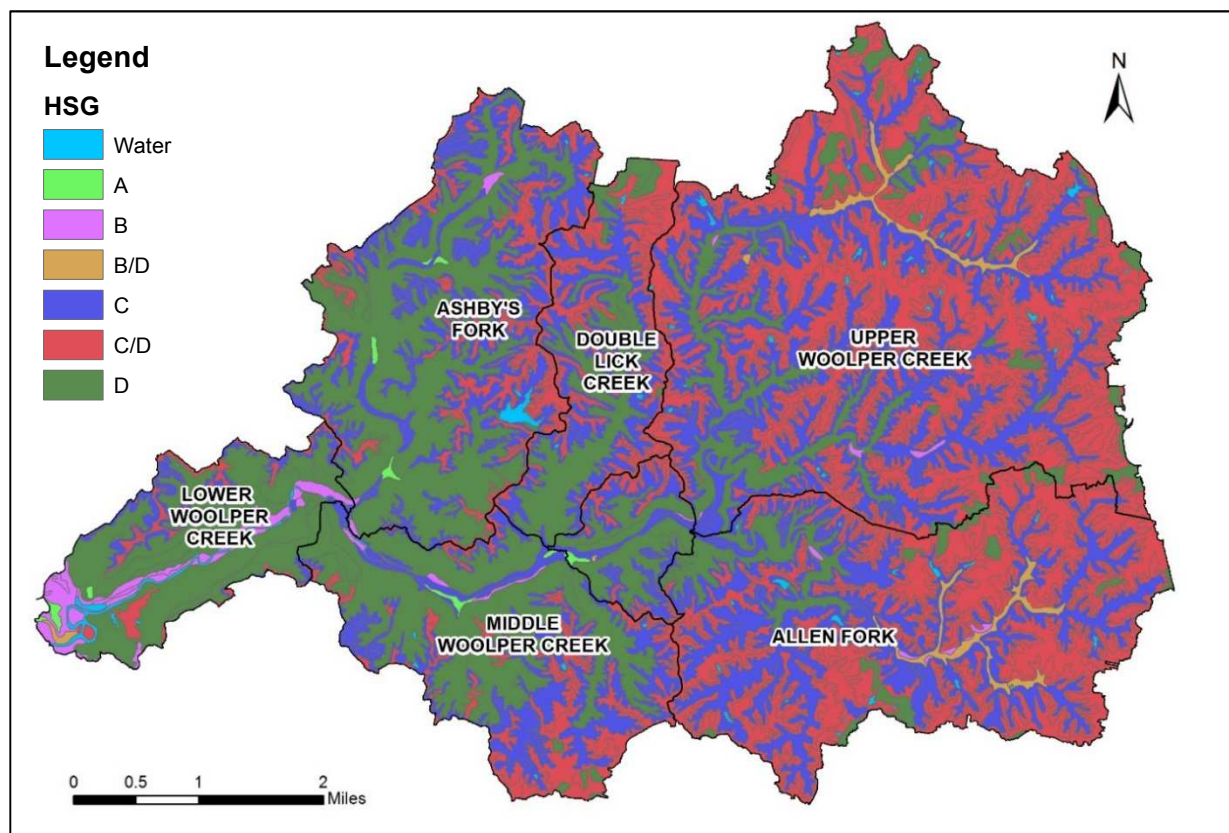 Legend
HSG
Water
A
B
B/D
C
C/D
D
N
ASHBY'S
FORK
DOUBLE
LICK
CREEK
UPPER
WOOLPER CREEK
LOWER
WOOLPER
CREEK
MIDDLE
WOOLPER CREEK
ALLEN FORK
0 0.5 1 2
Miles